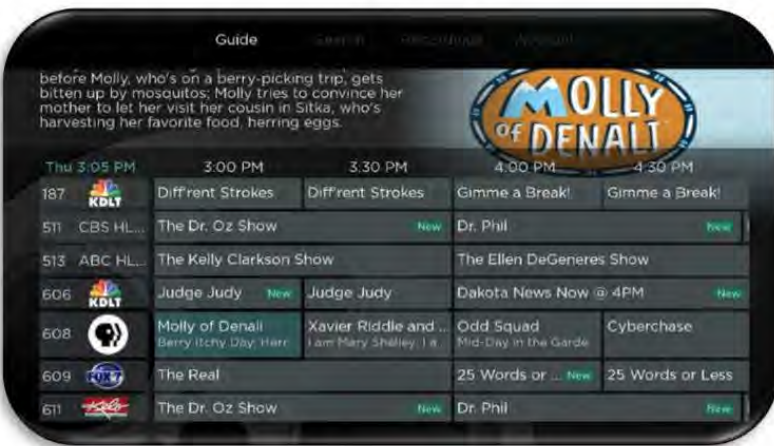 Guide Search Recordings Account
before Molly, who's on a berry-picking trip, gets
bitten up by mosquitos; Molly tries to convince her
mother to let her visit her cousin in Sitka, who's
harvesting her favorite food, herring eggs.
MOLLY
OF DENALI
Thu 3:05 PM 3:00 PM 3:30 PM 4:00 PM 4:30 PM
187 KDLT Diff'rent Strokes Diff'rent Strokes Gimme a Break! Gimme a Break!
511 CBS HL... The Dr. Oz Show New Dr. Phil New
513 ABC HL... The Kelly Clarkson Show The Ellen DeGeneres Show
606 KDLT Judge Judy New Judge Judy Dakota News Now @ 4PM New
608 Molly of Denali Xavier Riddle and ... Odd Squad Cyberchase
Berry Itchy Day; Herr I am Mary Shelley; I a Mid-Day in the Garde
609 FOX 7 The Real 25 Words or ... New 25 Words or Less
611 Kelo The Dr. Oz Show New Dr. Phil New